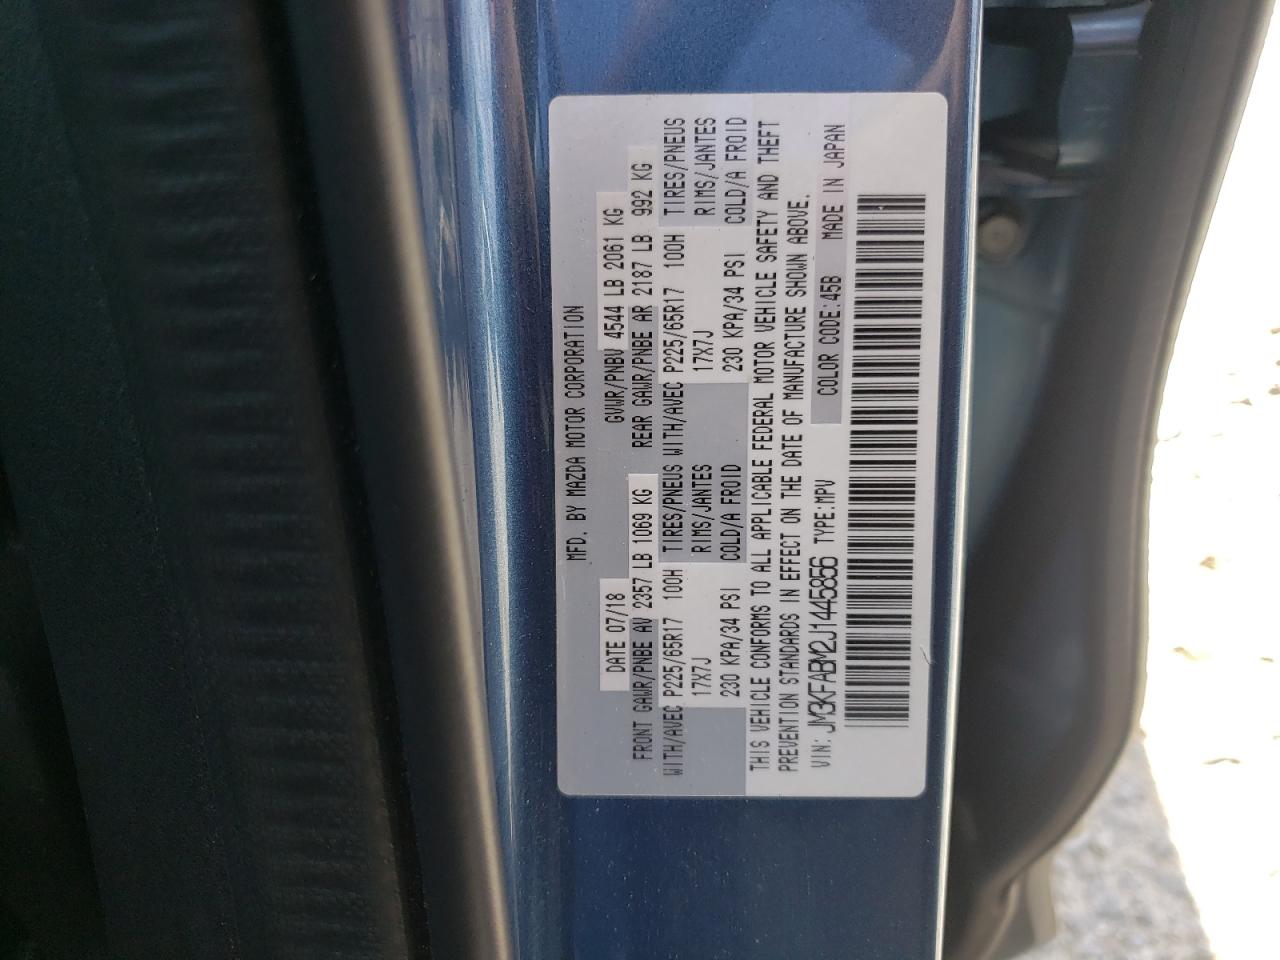 MFD. BY MAZDA MOTOR CORPORATION
DATE 07/18 GVWR/PNBV 4544 LB 2061 KG
FRONT GAWR/PNBE AV 2357 LB 1069 KG REAR GAWR/PNBE AR 2187 LB 992 KG
WITH/AVEC P225/65R17 100H TIRES/PNEUS WITH/AVEC P225/65R17 100H TIRES/PNEUS
17X7J RIMS/JANTES 17X7J RIMS/JANTES
230 KPA/34 PSI COLD/A FROID 230 KPA/34 PSI COLD/A FROID
THIS VEHICLE CONFORMS TO ALL APPLICABLE FEDERAL MOTOR VEHICLE SAFETY AND THEFT
PREVENTION STANDARDS IN EFFECT ON THE DATE OF MANUFACTURE SHOWN ABOVE.
VIN: JM3KFABM2J1445856 TYPE:MPV COLOR CODE:45B MADE IN JAPAN